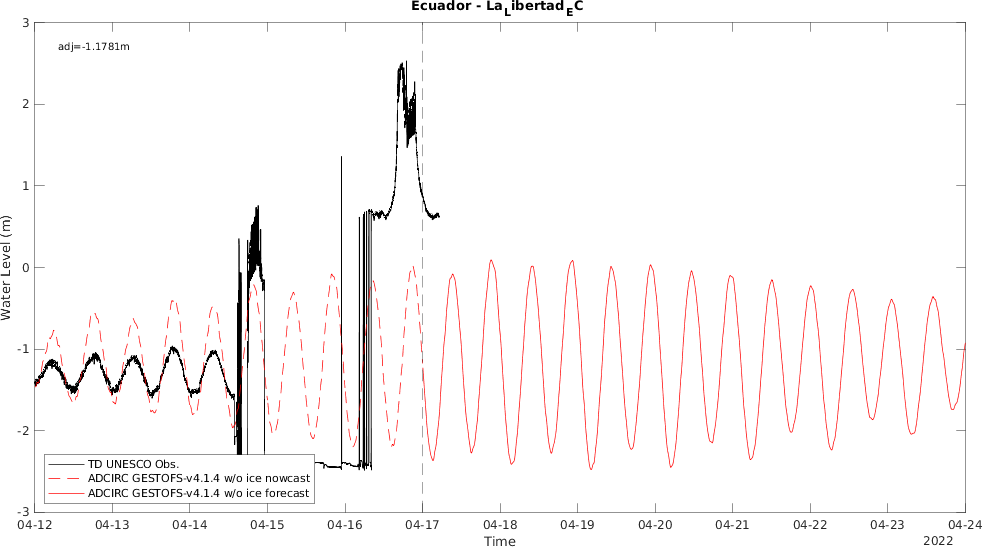 Ecuador - LaLibertadEC
adj=-1.1781m
3
2
1
0
-1
-2
-3
Water Level (m)
TD UNESCO Obs.
ADCIRC GESTOFS-v4.1.4 w/o ice nowcast
ADCIRC GESTOFS-v4.1.4 w/o ice forecast
04-12 04-13 04-14 04-15 04-16 04-17 04-18 04-19 04-20 04-21 04-22 04-23 04-24
Time
2022